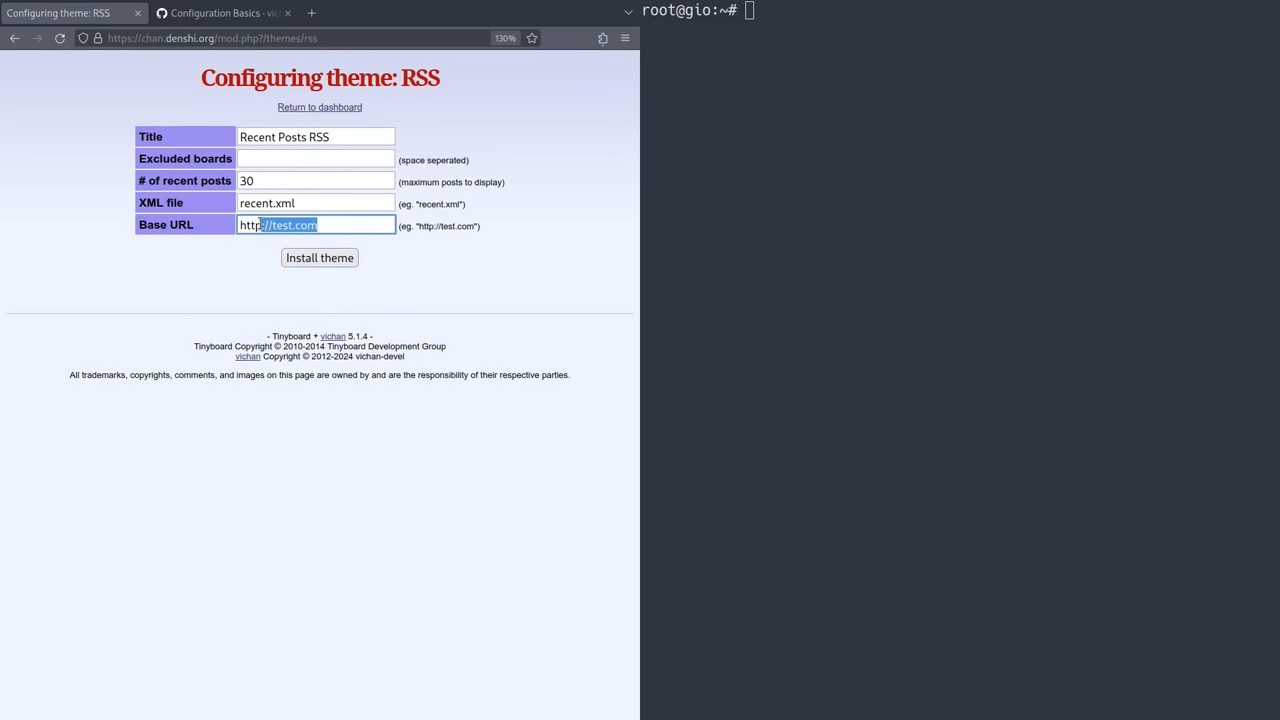 Configuring theme: RSS
Configuration Basics · vic
root@gio:~#
https://chan.denshi.org/mod.php?/themes/rss
130%
Configuring theme: RSS
Return to dashboard
Title Recent Posts RSS
Excluded boards (space seperated)
# of recent posts 30 (maximum posts to display)
XML file recent.xml (eg. "recent.xml")
Base URL http://test.com (eg. "http://test.com")
Install theme
- Tinyboard + vichan 5.1.4 -
Tinyboard Copyright © 2010-2014 Tinyboard Development Group
vichan Copyright © 2012-2024 vichan-devel
All trademarks, copyrights, comments, and images on this page are owned by and are the responsibility of their respective parties.